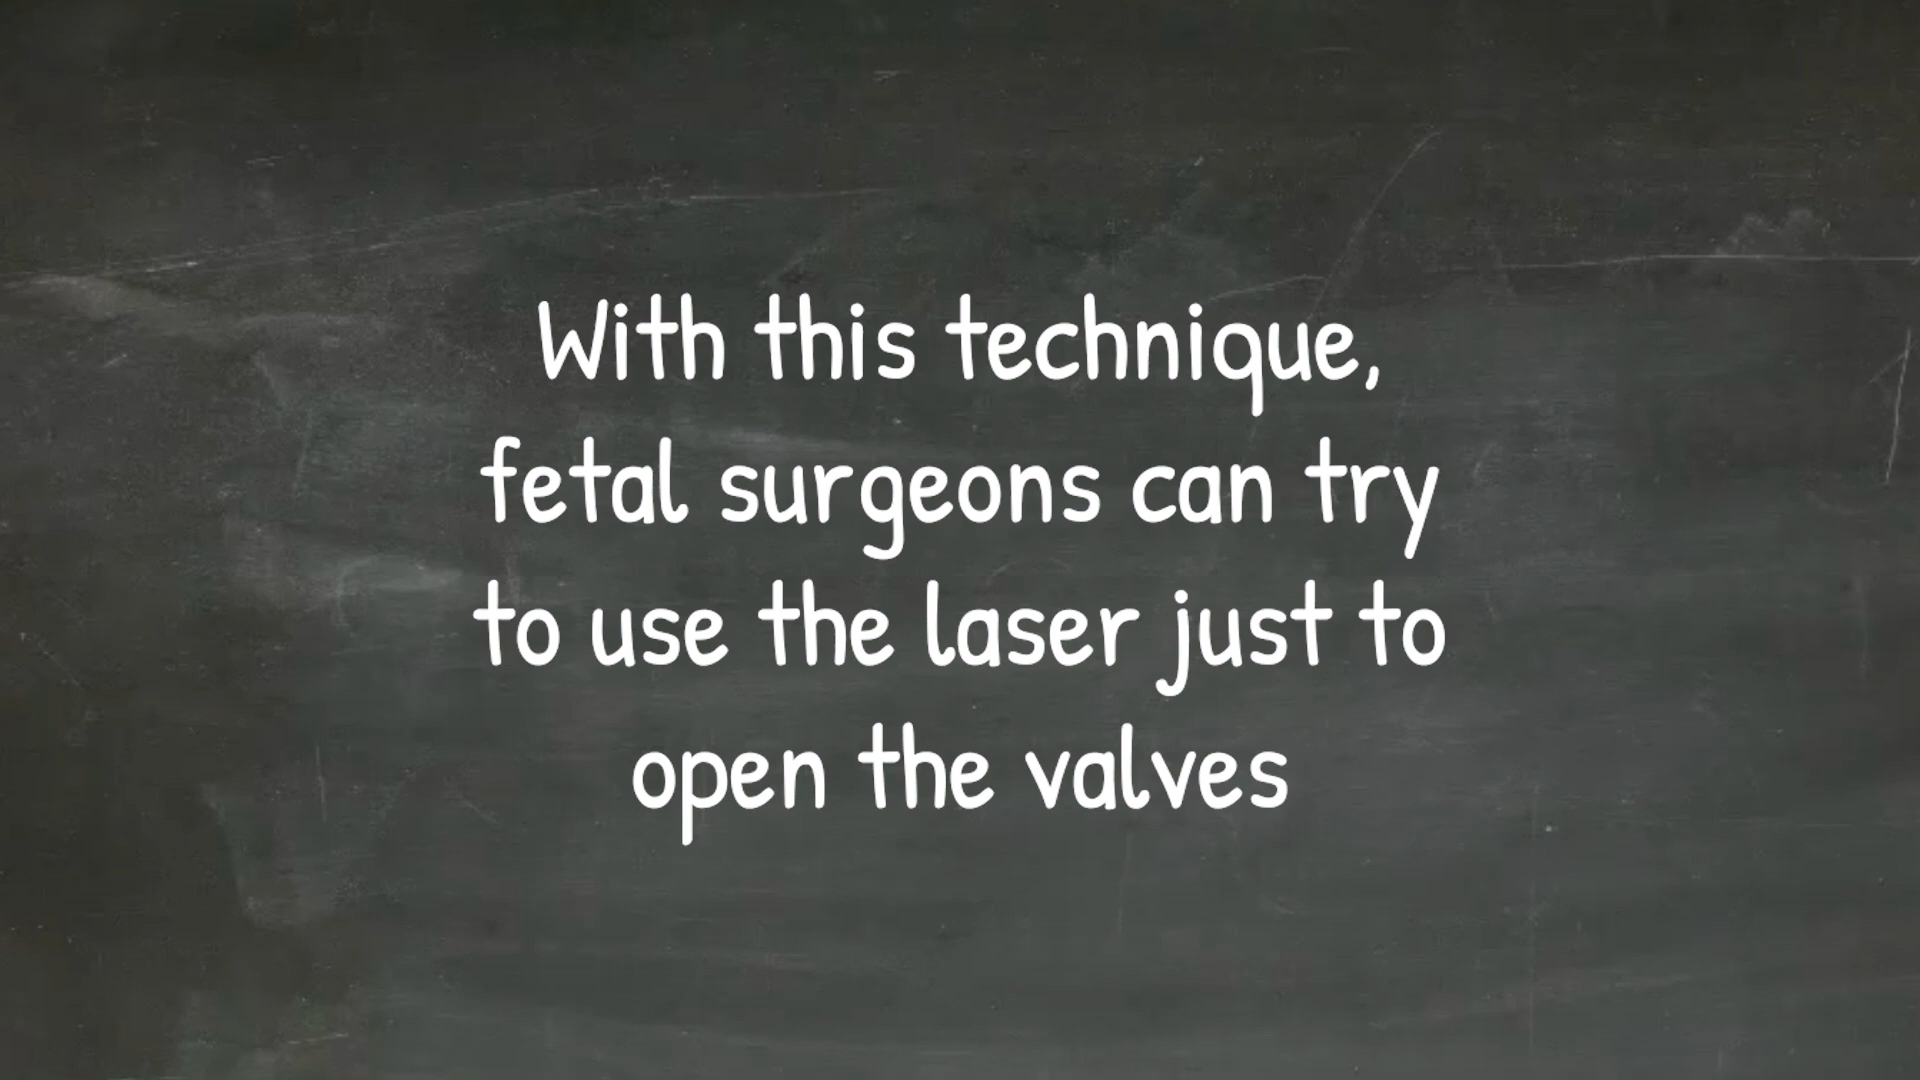 With this technique,
fetal surgeons can try
to use the laser just to
open the valves